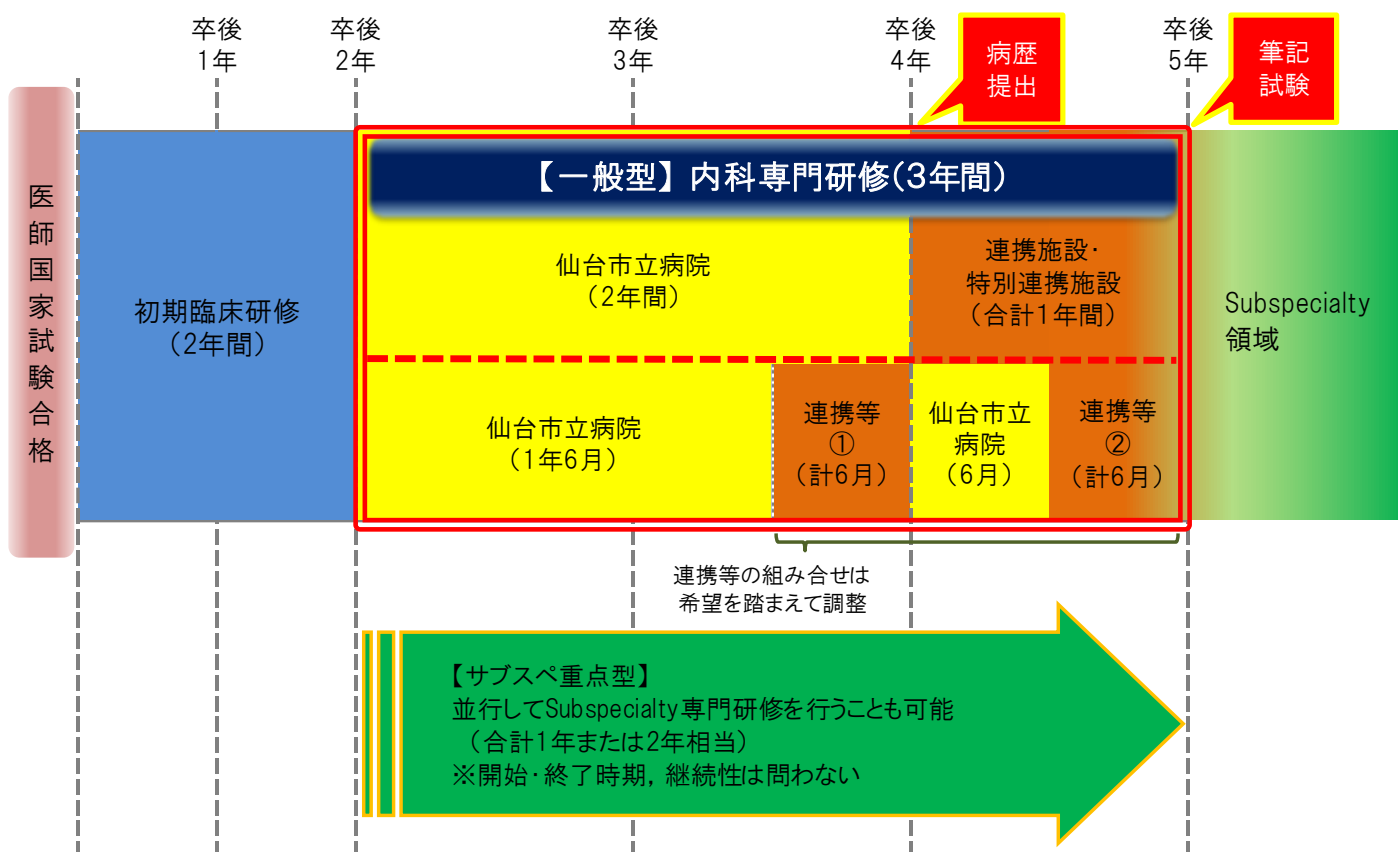 卒後
1年
卒後
2年
卒後
3年
卒後
4年
病歴
提出
卒後
5年
筆記
試験
医師国家試験合格
初期臨床研修
(2年間)
【一般型】内科専門研修(3年間)
仙台市立病院
(2年間)
連携施設・
特別連携施設
(合計1年間)
仙台市立病院
(1年6月)
連携等
①
(計6月)
仙台市立
病院
(6月)
連携等
②
(計6月)
Subspecialty
領域
連携等の組み合せは
希望を踏まえて調整
【サブスペ重点型】
並行してSubspecialty専門研修を行うことも可能
(合計1年または2年相当)
※開始・終了時期, 継続性は問わない